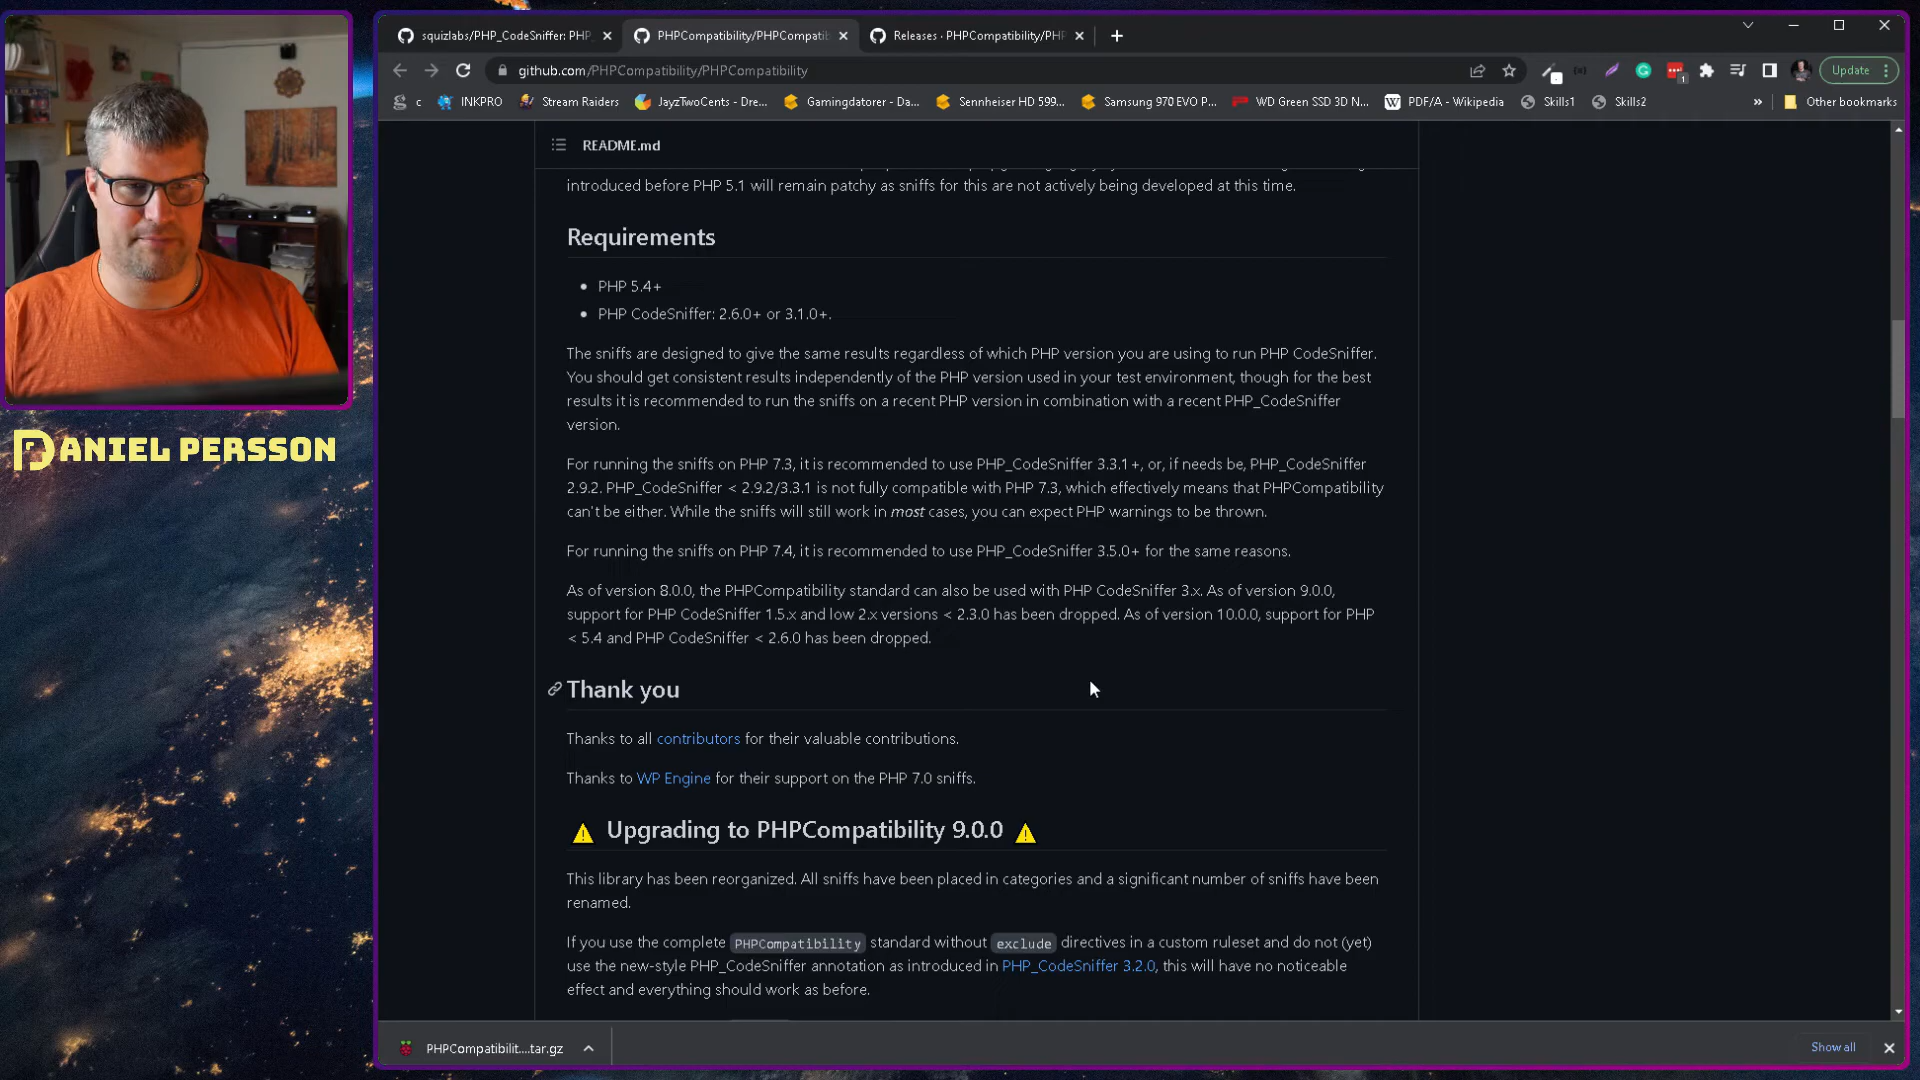 squizlabs/PHP_CodeSniffer: PHP_
PHPCompatibility/PHPCompatib
Releases · PHPCompatibility/PHP
github.com/PHPCompatibility/PHPCompatibility
Update
c
INKPRO
Stream Raiders
JayzTwoCents - Dre...
Gamingdatorer - Da...
Sennheiser HD 599...
Samsung 970 EVO P...
WD Green SSD 3D N...
PDF/A - Wikipedia
Skills1
Skills2
»
Other bookmarks
README.md
introduced before PHP 5.1 will remain patchy as sniffs for this are not actively being developed at this time.
Requirements
• PHP 5.4+
• PHP CodeSniffer: 2.6.0+ or 3.1.0+.
The sniffs are designed to give the same results regardless of which PHP version you are using to run PHP CodeSniffer.
You should get consistent results independently of the PHP version used in your test environment, though for the best
results it is recommended to run the sniffs on a recent PHP version in combination with a recent PHP_CodeSniffer
version.
For running the sniffs on PHP 7.3, it is recommended to use PHP_CodeSniffer 3.3.1+, or, if needs be, PHP_CodeSniffer
2.9.2. PHP_CodeSniffer < 2.9.2/3.3.1 is not fully compatible with PHP 7.3, which effectively means that PHPCompatibility
can't be either. While the sniffs will still work in most cases, you can expect PHP warnings to be thrown.
For running the sniffs on PHP 7.4, it is recommended to use PHP_CodeSniffer 3.5.0+ for the same reasons.
As of version 8.0.0, the PHPCompatibility standard can also be used with PHP CodeSniffer 3.x. As of version 9.0.0,
support for PHP CodeSniffer 1.5.x and low 2.x versions < 2.3.0 has been dropped. As of version 10.0.0, support for PHP
< 5.4 and PHP CodeSniffer < 2.6.0 has been dropped.
Thank you
Thanks to all contributors for their valuable contributions.
Thanks to WP Engine for their support on the PHP 7.0 sniffs.
Upgrading to PHPCompatibility 9.0.0
This library has been reorganized. All sniffs have been placed in categories and a significant number of sniffs have been
renamed.
If you use the complete PHPCompatibility standard without exclude directives in a custom ruleset and do not (yet)
use the new-style PHP_CodeSniffer annotation as introduced in PHP_CodeSniffer 3.2.0, this will have no noticeable
effect and everything should work as before.
PHPCompatibilit....tar.gz
Show all
DANIEL PERSSON